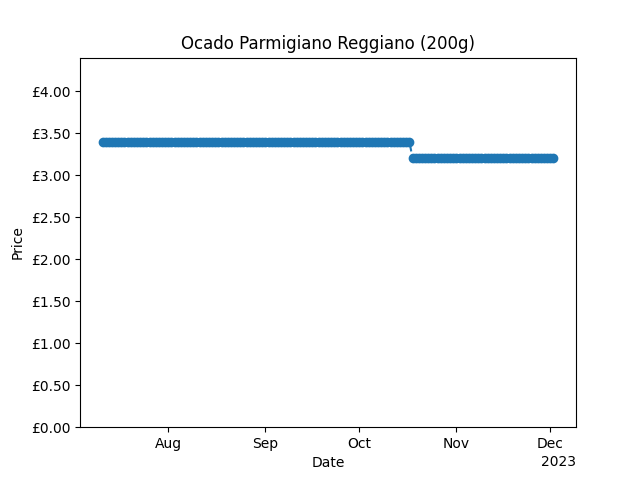 Ocado Parmigiano Reggiano (200g)
£4.00
£3.50
£3.00
£2.50
£2.00
£1.50
£1.00
£0.50
£0.00
Price
Aug Sep Oct Nov Dec
2023
Date